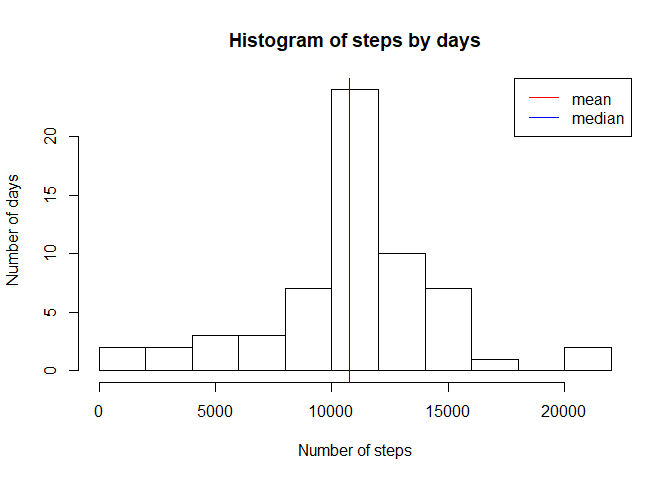 Histogram of steps by days
mean
median
Number of days
20
15
10
5
0
0 5000 10000 15000 20000
Number of steps